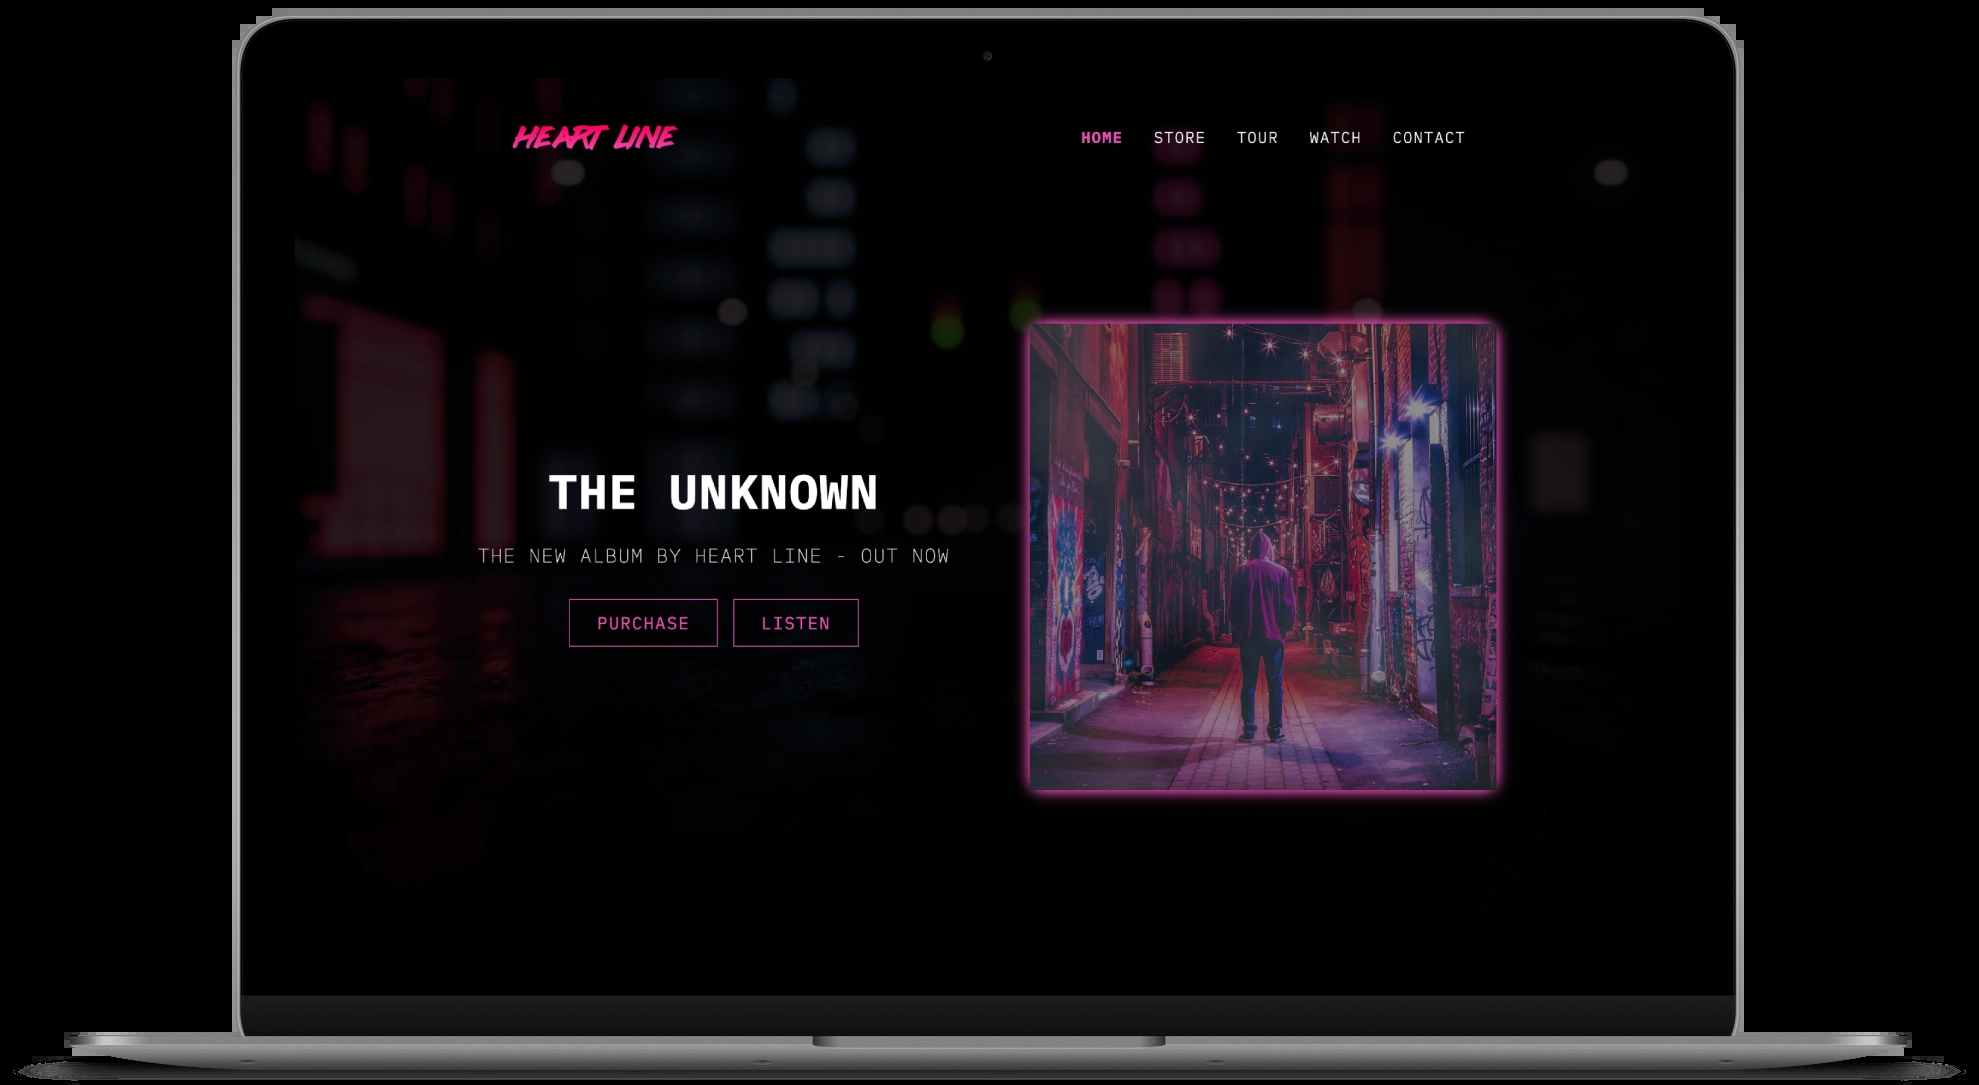 HEART LINE
HOME STORE TOUR WATCH CONTACT
THE UNKNOWN
THE NEW ALBUM BY HEART LINE - OUT NOW
PURCHASE LISTEN